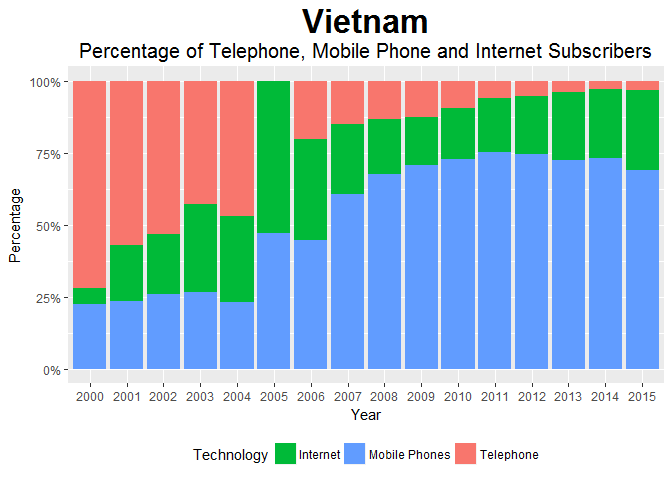 Vietnam
Percentage of Telephone, Mobile Phone and Internet Subscribers
100%
75%
50%
25%
0%
Percentage
2000 2001 2002 2003 2004 2005 2006 2007 2008 2009 2010 2011 2012 2013 2014 2015
Year
Technology Internet Mobile Phones Telephone